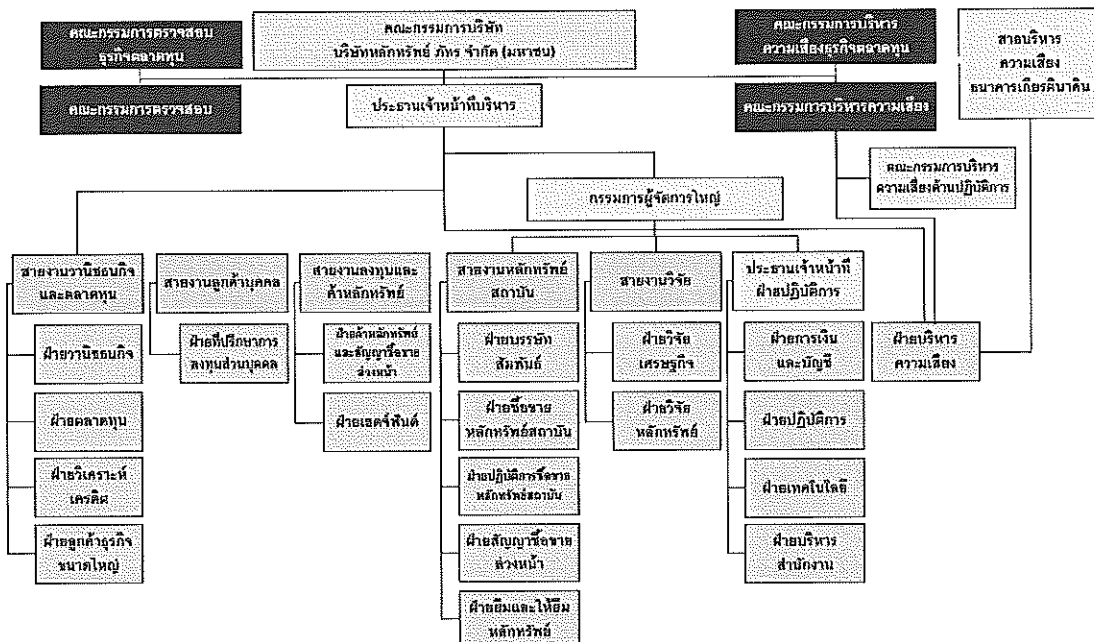 คณะกรรมการตรวจสอบ
ธุรกิจตลาดทุน
คณะกรรมการบริษัท
บริษัทหลักทรัพย์ ภัทร จำกัด (มหาชน)
คณะกรรมการบริหาร
ความเสี่ยงธุรกิจตลาดทุน
สายบริหาร
ความเสี่ยง
ธนาคารเกียรตินาคิน
คณะกรรมการตรวจสอบ
ประธานเจ้าหน้าที่บริหาร
คณะกรรมการบริหารความเสี่ยง
คณะกรรมการบริหาร
ความเสี่ยงด้านปฏิบัติการ
กรรมการผู้จัดการใหญ่
สายงานวานิชธนกิจ
และตลาดทุน
สายงานลูกค้าบุคคล
สายงานลงทุนและ
ค้าหลักทรัพย์
สายงานหลักทรัพย์
สถาบัน
สายงานวิจัย
ประธานเจ้าหน้าที่
ฝ่ายปฏิบัติการ
ฝ่ายวานิชธนกิจ
ฝ่ายที่ปรึกษาการ
ลงทุนส่วนบุคคล
ฝ่ายค้าหลักทรัพย์
และสัญญาซื้อขาย
ล่วงหน้า
ฝ่ายบรรษัท
สัมพันธ์
ฝ่ายวิจัย
เศรษฐกิจ
ฝ่ายการเงิน
และบัญชี
ฝ่ายบริหาร
ความเสี่ยง
ฝ่ายตลาดทุน
ฝ่ายเฮดจ์ฟันด์
ฝ่ายซื้อขาย
หลักทรัพย์สถาบัน
ฝ่ายวิจัย
หลักทรัพย์
ฝ่ายปฏิบัติการ
ฝ่ายวิเคราะห์
เครดิต
ฝ่ายปฏิบัติการซื้อขาย
หลักทรัพย์สถาบัน
ฝ่ายเทคโนโลยี
ฝ่ายลูกค้าธุรกิจ
ขนาดใหญ่
ฝ่ายสัญญาซื้อขาย
ล่วงหน้า
ฝ่ายบริหาร
สำนักงาน
ฝ่ายยืมและให้ยืม
หลักทรัพย์